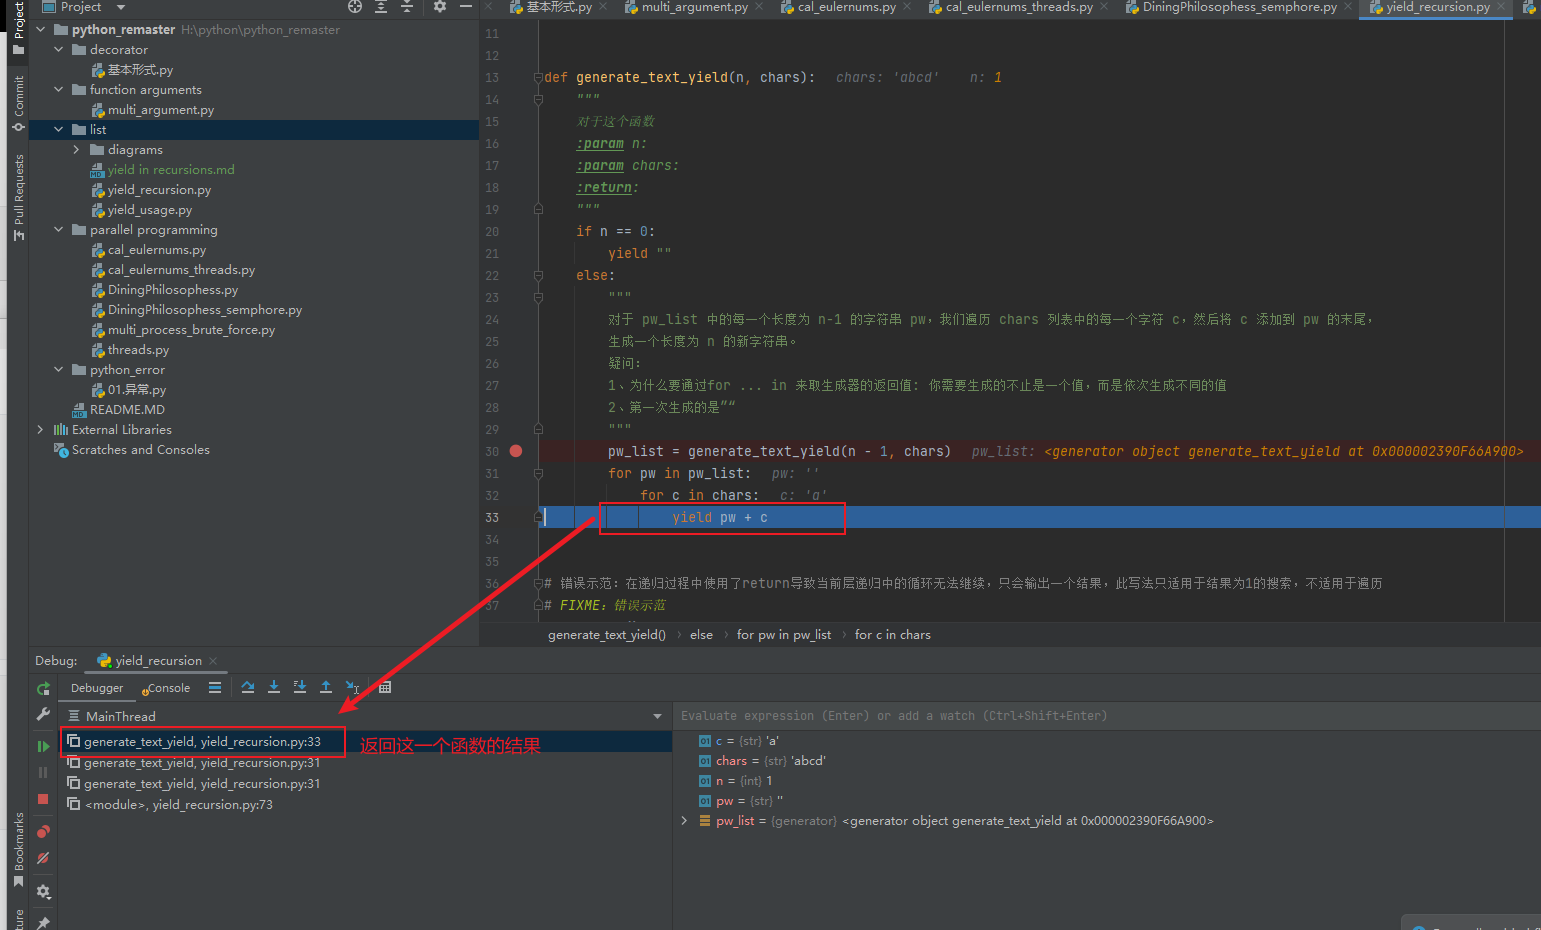 Project
基本形式.py
multi_argument.py
cal_eulernums.py
cal_eulernums_threads.py
DiningPhilosophess_semphore.py
yield_recursion.py
Project
Commit
Pull Requests
Bookmarks
python_remaster H:\python\python_remaster
decorator
基本形式.py
function arguments
multi_argument.py
list
diagrams
yield in recursions.md
yield_recursion.py
yield_usage.py
parallel programming
cal_eulernums.py
cal_eulernums_threads.py
DiningPhilosophess.py
DiningPhilosophess_semphore.py
multi_process_brute_force.py
threads.py
python_error
01.异常.py
README.MD
External Libraries
Scratches and Consoles
11
12
13 def generate_text_yield(n, chars): chars: 'abcd' n: 1
14 """
15 对于这个函数
16 :param n:
17 :param chars:
18 :return:
19 """
20 if n == 0:
21 yield ""
22 else:
23 """
24 对于 pw_list 中的每一个长度为 n-1 的字符串 pw，我们遍历 chars 列表中的每一个字符 c，然后将 c 添加到 pw 的末尾，
25 生成一个长度为 n 的新字符串。
26 疑问：
27 1、为什么要通过for ... in 来取生成器的返回值: 你需要生成的不止是一个值，而是依次生成不同的值
28 2、第一次生成的是”“
29 """
30 pw_list = generate_text_yield(n - 1, chars) pw_list: <generator object generate_text_yield at 0x000002390F66A900>
31 for pw in pw_list: pw: ''
32 for c in chars: c: 'a'
33 yield pw + c
34
35
36 # 错误示范：在递归过程中使用了return导致当前层递归中的循环无法继续，只会输出一个结果，此写法只适用于结果为1的搜索，不适用于遍历
37 # FIXME：错误示范
generate_text_yield() › else › for pw in pw_list › for c in chars
Debug: yield_recursion
Debugger Console
MainThread
generate_text_yield, yield_recursion.py:33
返回这一个函数的结果
generate_text_yield, yield_recursion.py:31
generate_text_yield, yield_recursion.py:31
<module>, yield_recursion.py:73
Evaluate expression (Enter) or add a watch (Ctrl+Shift+Enter)
c = {str} 'a'
chars = {str} 'abcd'
n = {int} 1
pw = {str} ''
pw_list = {generator} <generator object generate_text_yield at 0x000002390F66A900>